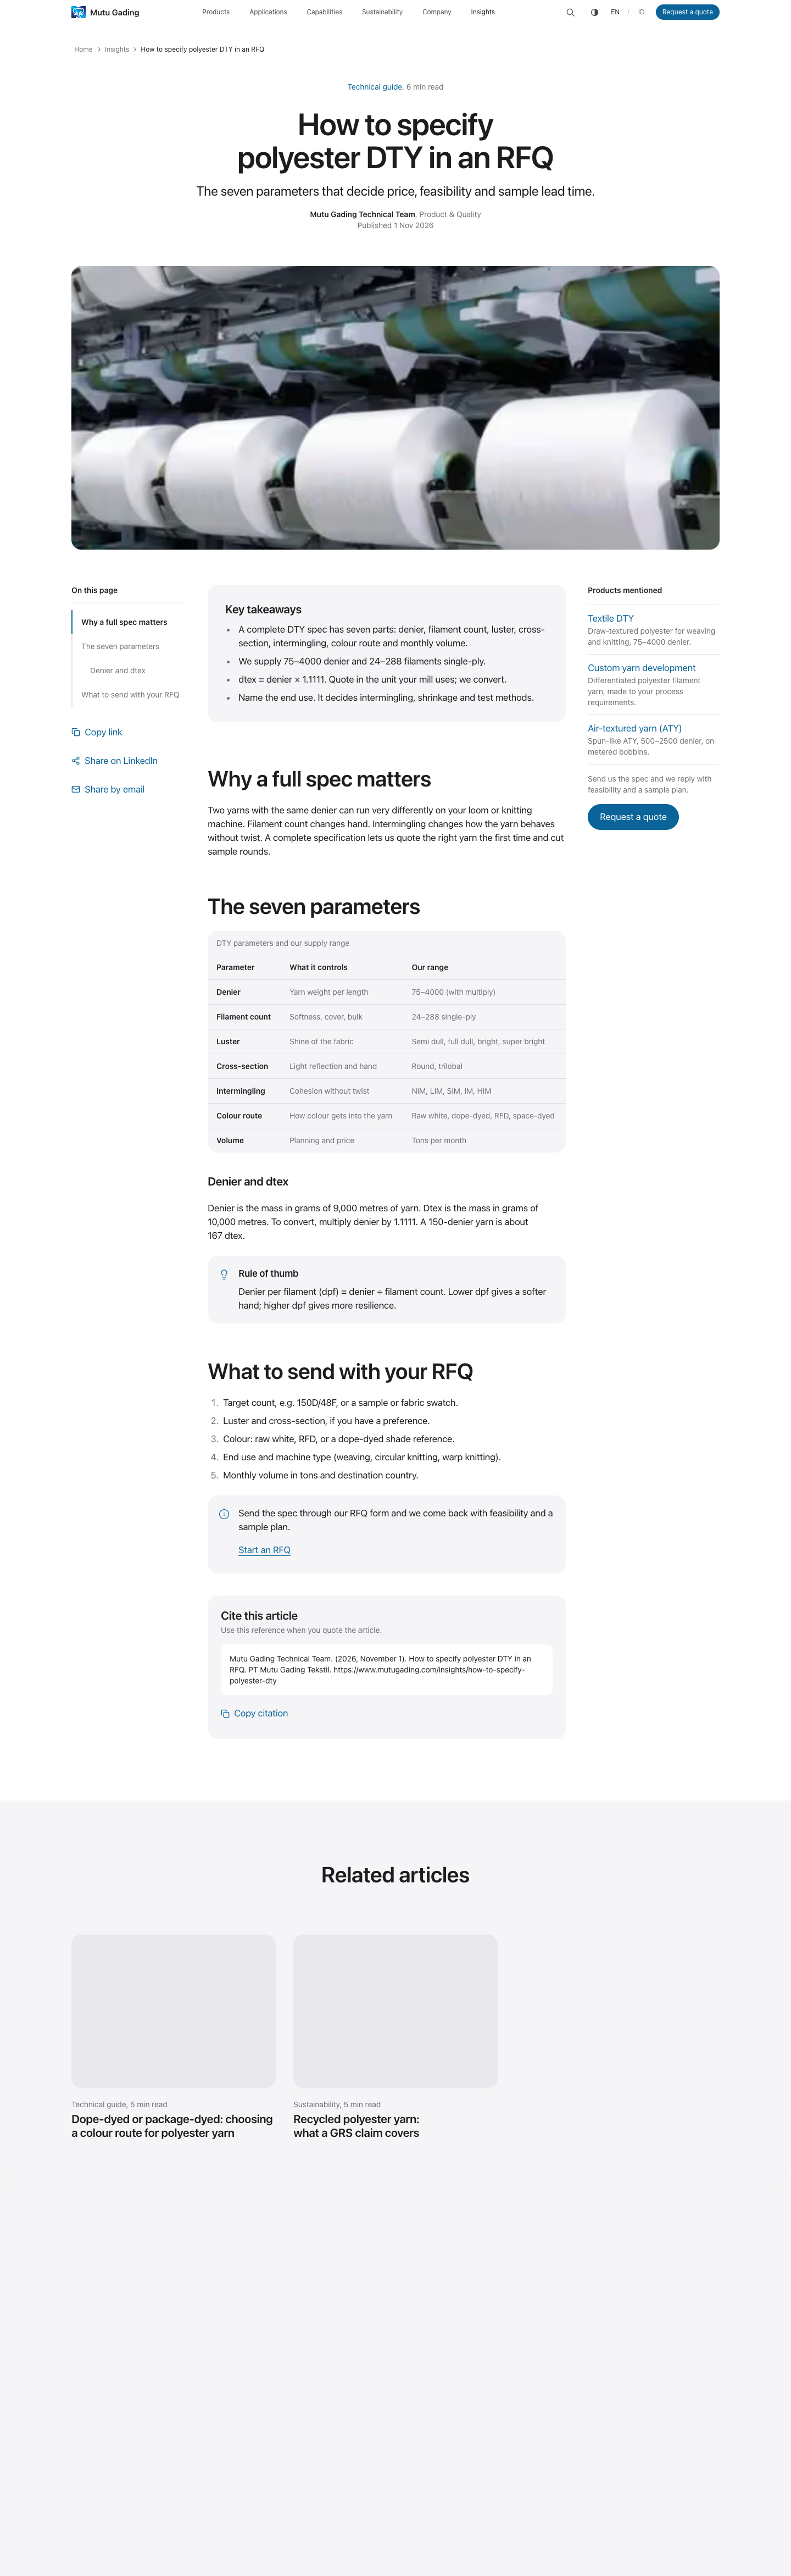 Mutu Gading
Products
Applications
Capabilities
Sustainability
Company
Insights
EN / ID
Request a quote
Home › Insights › How to specify polyester DTY in an RFQ
Technical guide, 6 min read
How to specify
polyester DTY in an RFQ
The seven parameters that decide price, feasibility and sample lead time.
Mutu Gading Technical Team, Product & Quality
Published 1 Nov 2026
On this page
Why a full spec matters
The seven parameters
Denier and dtex
What to send with your RFQ
Copy link
Share on LinkedIn
Share by email
Key takeaways
• A complete DTY spec has seven parts: denier, filament count, luster, cross-
section, intermingling, colour route and monthly volume.
• We supply 75–4000 denier and 24–288 filaments single-ply.
• dtex = denier × 1.1111. Quote in the unit your mill uses; we convert.
• Name the end use. It decides intermingling, shrinkage and test methods.
Why a full spec matters
Two yarns with the same denier can run very differently on your loom or knitting
machine. Filament count changes hand. Intermingling changes how the yarn behaves
without twist. A complete specification lets us quote the right yarn the first time and cut
sample rounds.
The seven parameters
DTY parameters and our supply range
Parameter What it controls Our range
Denier Yarn weight per length 75–4000 (with multiply)
Filament count Softness, cover, bulk 24–288 single-ply
Luster Shine of the fabric Semi dull, full dull, bright, super bright
Cross-section Light reflection and hand Round, trilobal
Intermingling Cohesion without twist NIM, LIM, SIM, IM, HIM
Colour route How colour gets into the yarn Raw white, dope-dyed, RFD, space-dyed
Volume Planning and price Tons per month
Denier and dtex
Denier is the mass in grams of 9,000 metres of yarn. Dtex is the mass in grams of
10,000 metres. To convert, multiply denier by 1.1111. A 150-denier yarn is about
167 dtex.
Rule of thumb
Denier per filament (dpf) = denier ÷ filament count. Lower dpf gives a softer
hand; higher dpf gives more resilience.
What to send with your RFQ
1. Target count, e.g. 150D/48F, or a sample or fabric swatch.
2. Luster and cross-section, if you have a preference.
3. Colour: raw white, RFD, or a dope-dyed shade reference.
4. End use and machine type (weaving, circular knitting, warp knitting).
5. Monthly volume in tons and destination country.
Send the spec through our RFQ form and we come back with feasibility and a
sample plan.
Start an RFQ
Cite this article
Use this reference when you quote the article.
Mutu Gading Technical Team. (2026, November 1). How to specify polyester DTY in an
RFQ. PT Mutu Gading Tekstil. https://www.mutugading.com/insights/how-to-specify-
polyester-dty
Copy citation
Products mentioned
Textile DTY
Draw-textured polyester for weaving
and knitting, 75–4000 denier.
Custom yarn development
Differentiated polyester filament
yarn, made to your process
requirements.
Air-textured yarn (ATY)
Spun-like ATY, 500–2500 denier, on
metered bobbins.
Send us the spec and we reply with
feasibility and a sample plan.
Request a quote
Related articles
Technical guide, 5 min read
Dope-dyed or package-dyed: choosing
a colour route for polyester yarn
Sustainability, 5 min read
Recycled polyester yarn:
what a GRS claim covers